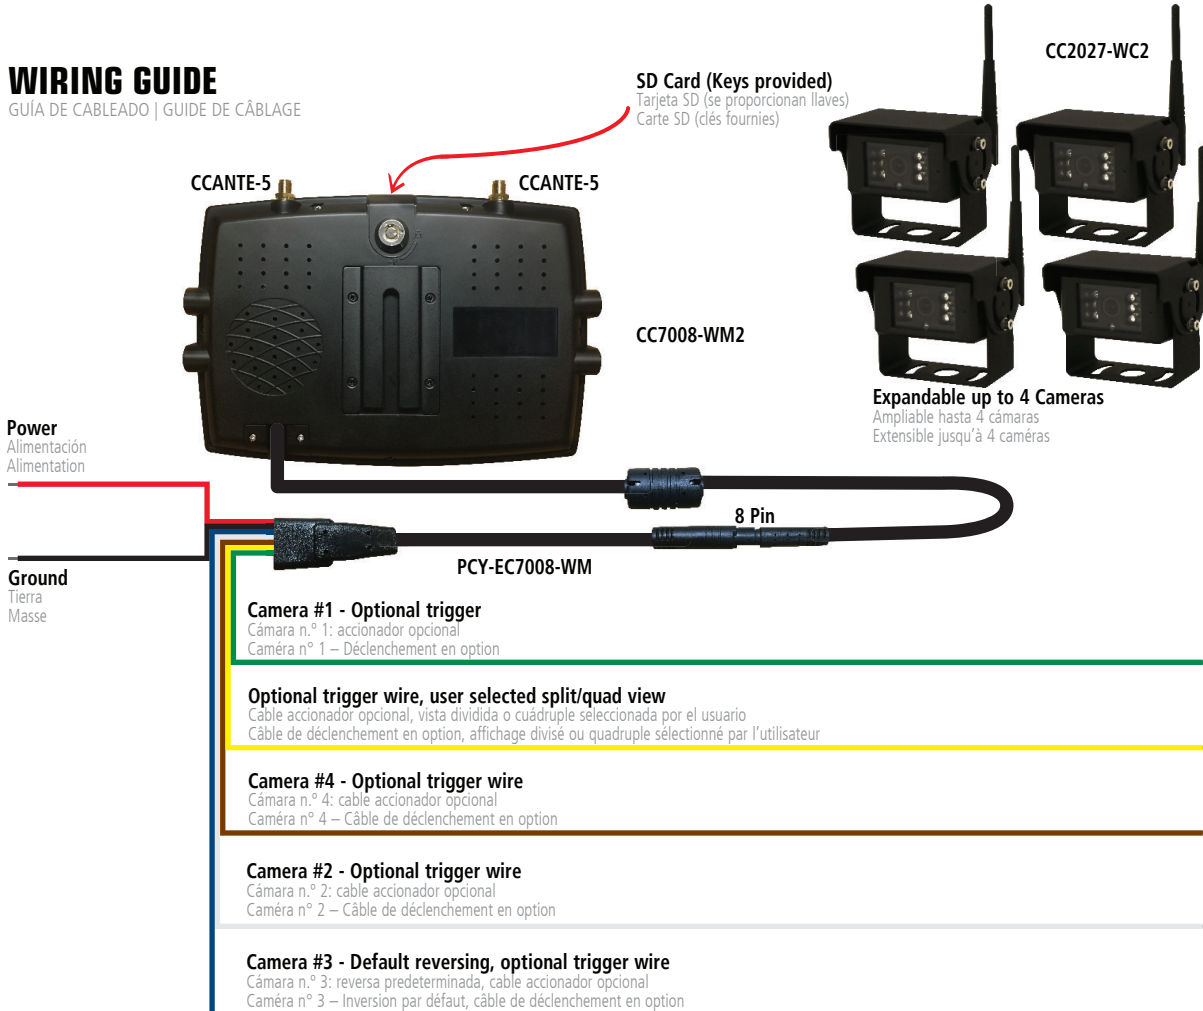 WIRING GUIDE
GUÍA DE CABLEADO | GUIDE DE CÂBLAGE
SD Card (Keys provided)
Tarjeta SD (se proporcionan llaves)
Carte SD (clés fournies)
CC2027-WC2
CCANTE-5
CCANTE-5
CC7008-WM2
Expandable up to 4 Cameras
Ampliable hasta 4 cámaras
Extensible jusqu'à 4 caméras
Power
Alimentación
Alimentation
8 Pin
PCY-EC7008-WM
Ground
Tierra
Masse
Camera #1 - Optional trigger
Cámara n.º 1: accionador opcional
Caméra n° 1 – Déclenchement en option
Optional trigger wire, user selected split/quad view
Cable accionador opcional, vista dividida o cuádruple seleccionada por el usuario
Câble de déclenchement en option, affichage divisé ou quadruple sélectionné par l’utilisateur
Camera #4 - Optional trigger wire
Cámara n.º 4: cable accionador opcional
Caméra n° 4 – Câble de déclenchement en option
Camera #2 - Optional trigger wire
Cámara n.º 2: cable accionador opcional
Caméra n° 2 – Câble de déclenchement en option
Camera #3 - Default reversing, optional trigger wire
Cámara n.º 3: reversa predeterminada, cable accionador opcional
Caméra n° 3 – Inversion par défaut, câble de déclenchement en option